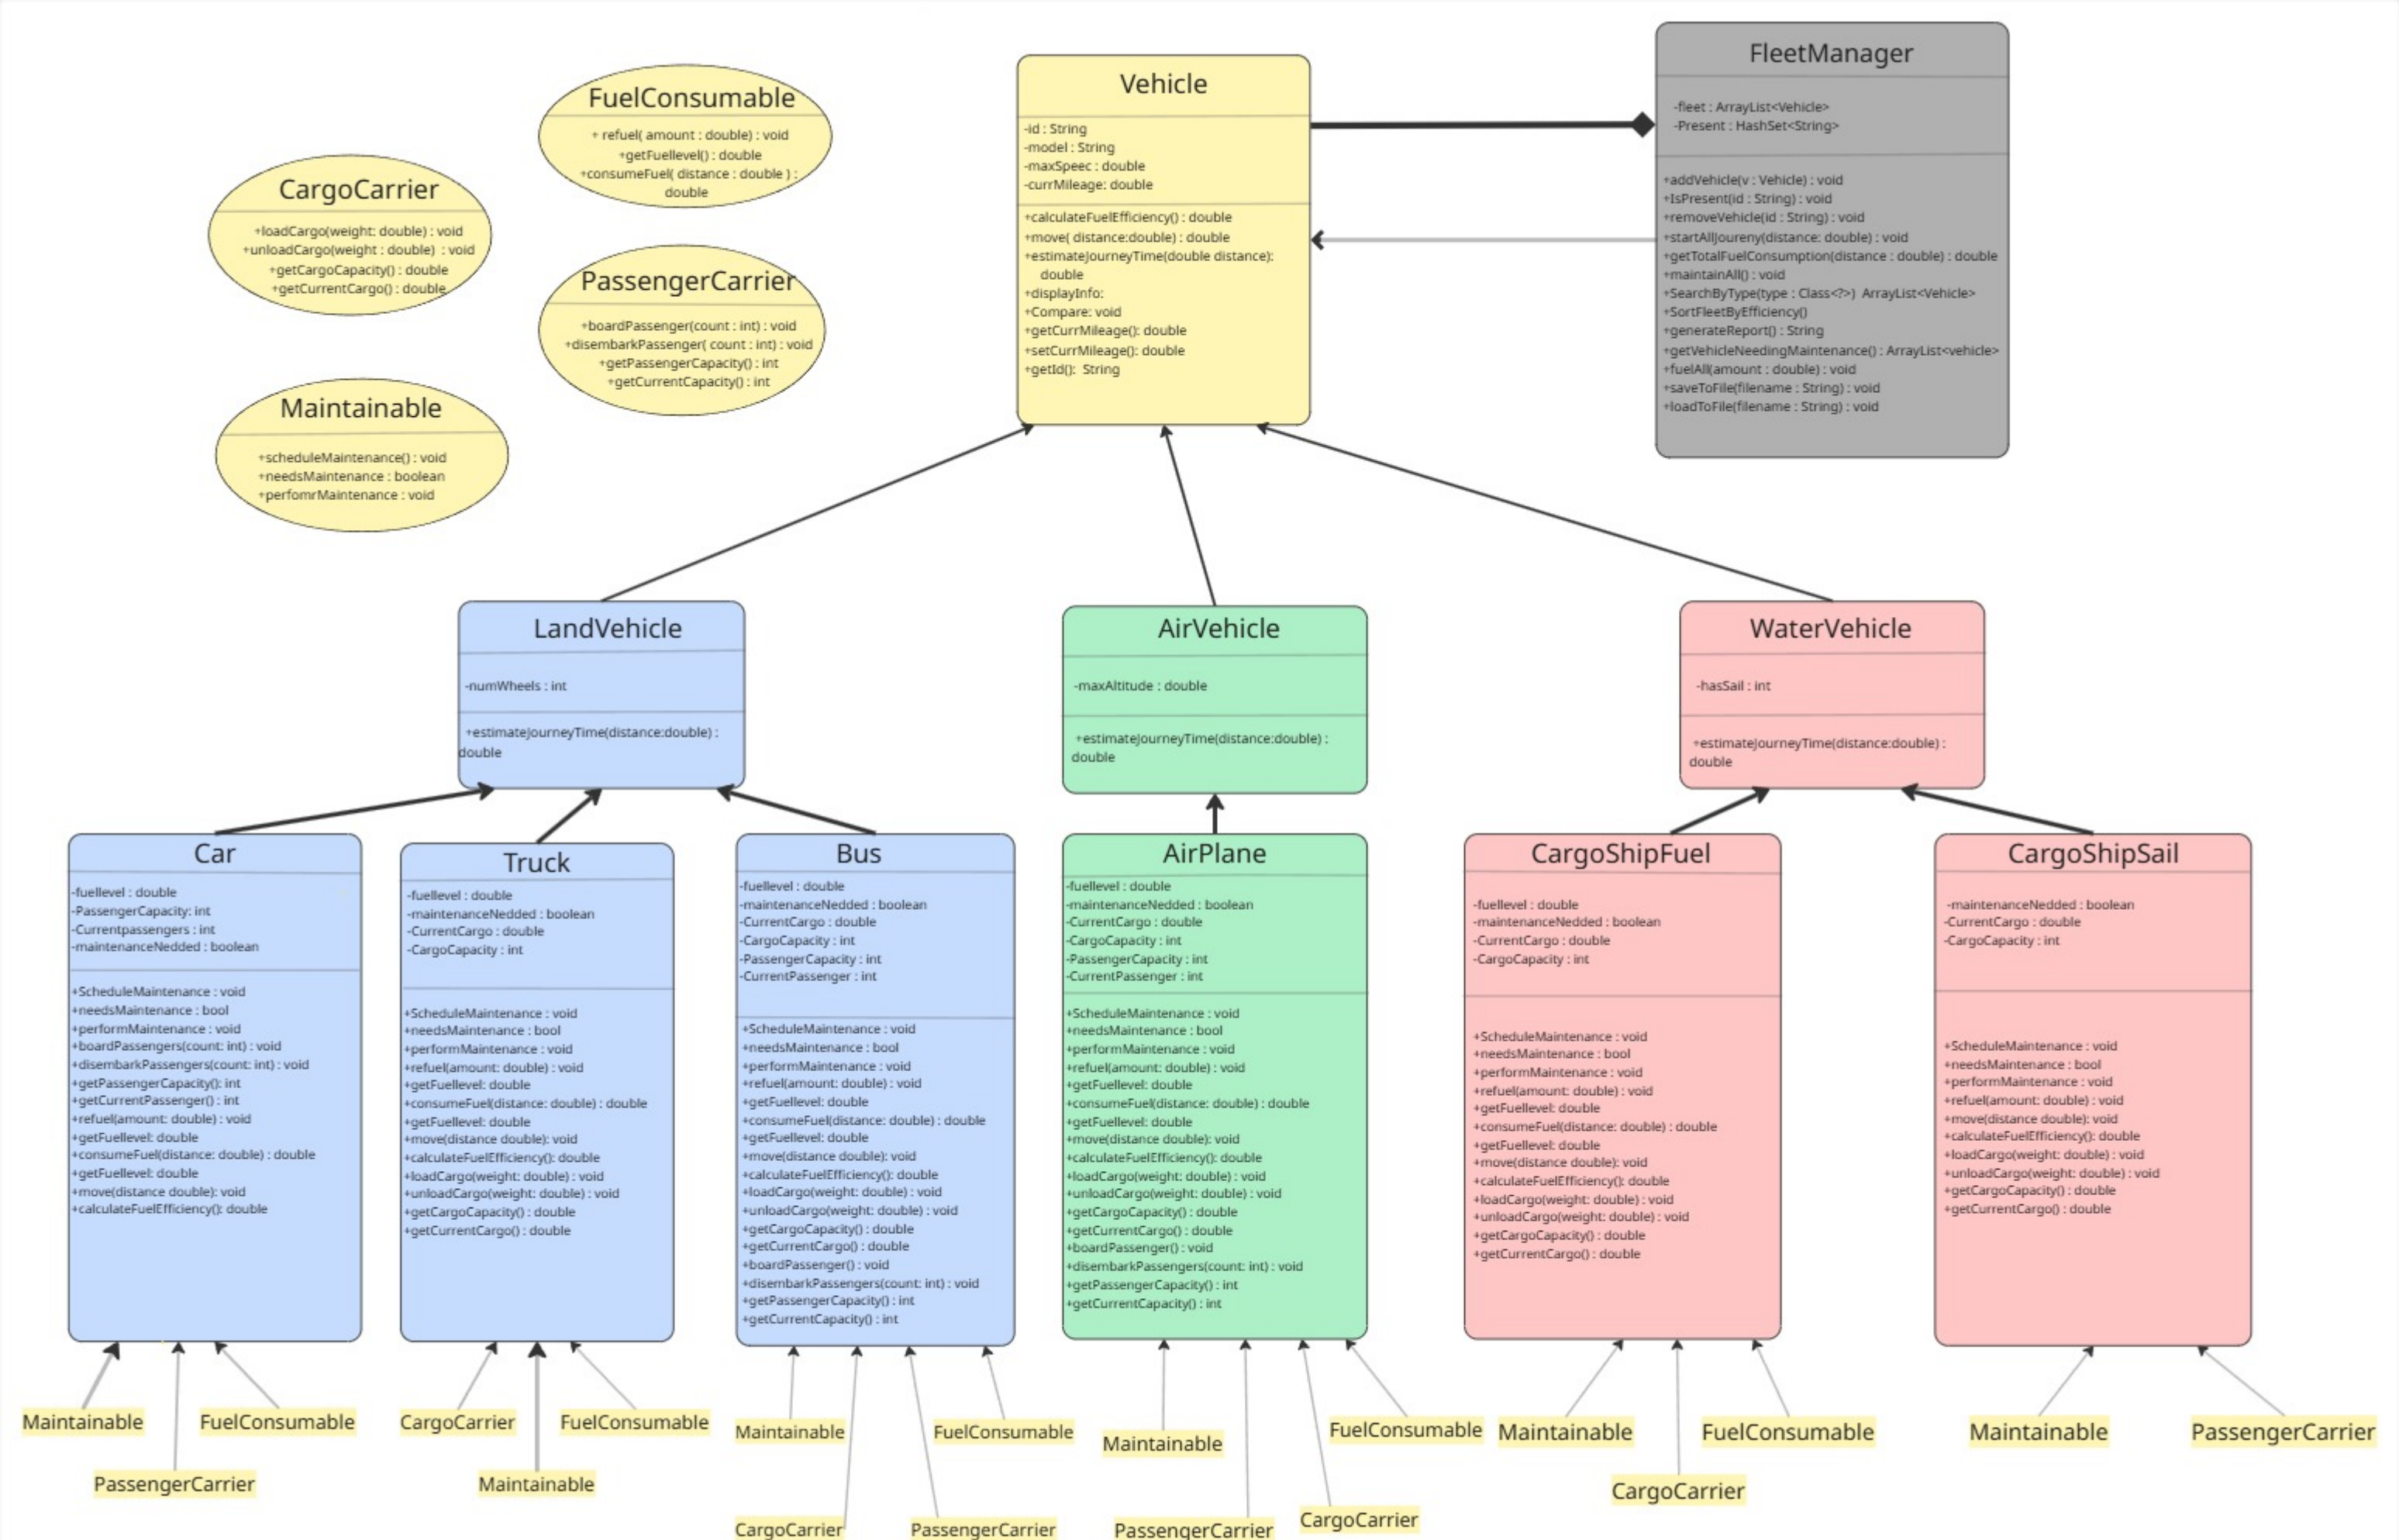 FuelConsumable
+ refuel( amount : double) : void
+getFuellevel() : double
+consumeFuel( distance : double ) :
double
CargoCarrier
+loadCargo(weight: double) : void
+unloadCargo(weight : double)  : void
+getCargoCapacity() : double
+getCurrentCargo() : double
PassengerCarrier
+boardPassenger(count : int) : void
+disembarkPassenger( count : int) : void
+getPassengerCapacity() : int
+getCurrentCapacity() : int
Maintainable
+scheduleMaintenance() : void
+needsMaintenance : boolean
+perfomrMaintenance : void
Vehicle
-id : String
-model : String
-maxSpeec : double
-currMileage: double
+calculateFuelEfficiency() : double
+move( distance:double) : double
+estimateJourneyTime(double distance):
double
+displayInfo:
+Compare: void
+getCurrMileage(): double
+setCurrMileage(): double
+getId():  String
FleetManager
-fleet : ArrayList<Vehicle>
-Present : HashSet<String>
+addVehicle(v : Vehicle) : void
+IsPresent(id : String) : void
+removeVehicle(id : String) : void
+startAllJoureny(distance: double) : void
+getTotalFuelConsumption(distance : double) : double
+maintainAll() : void
+SearchByType(type : Class<?>)  ArrayList<Vehicle>
+SortFleetByEfficiency()
+generateReport() : String
+getVehicleNeedingMaintenance() : ArrayList<vehicle>
+fuelAll(amount : double) : void
+saveToFile(filename : String) : void
+loadToFile(filename : String) : void
LandVehicle
-numWheels : int
+estimateJourneyTime(distance:double) :
double
AirVehicle
-maxAltitude : double
+estimateJourneyTime(distance:double) :
double
WaterVehicle
-hasSail : int
+estimateJourneyTime(distance:double) :
double
Car
-fuellevel : double
-PassengerCapacity: int
-Currentpassengers : int
-maintenanceNedded : boolean
+ScheduleMaintenance : void
+needsMaintenance : bool
+performMaintenance : void
+boardPassengers(count: int) : void
+disembarkPassengers(count: int) : void
+getPassengerCapacity(): int
+getCurrentPassenger() : int
+refuel(amount: double) : void
+getFuellevel: double
+consumeFuel(distance: double) : double
+getFuellevel: double
+move(distance double): void
+calculateFuelEfficiency(): double
Truck
-fuellevel : double
-maintenanceNedded : boolean
-CurrentCargo : double
-CargoCapacity : int
+ScheduleMaintenance : void
+needsMaintenance : bool
+performMaintenance : void
+refuel(amount: double) : void
+getFuellevel: double
+consumeFuel(distance: double) : double
+getFuellevel: double
+move(distance double): void
+calculateFuelEfficiency(): double
+loadCargo(weight: double) : void
+unloadCargo(weight: double) : void
+getCargoCapacity() : double
+getCurrentCargo() : double
Bus
-fuellevel : double
-maintenanceNedded : boolean
-CurrentCargo : double
-CargoCapacity : int
-PassengerCapacity : int
-CurrentPassenger : int
+ScheduleMaintenance : void
+needsMaintenance : bool
+performMaintenance : void
+refuel(amount: double) : void
+getFuellevel: double
+consumeFuel(distance: double) : double
+getFuellevel: double
+move(distance double): void
+calculateFuelEfficiency(): double
+loadCargo(weight: double) : void
+unloadCargo(weight: double) : void
+getCargoCapacity() : double
+getCurrentCargo() : double
+boardPassenger() : void
+disembarkPassengers(count: int) : void
+getPassengerCapacity() : int
+getCurrentCapacity() : int
AirPlane
-fuellevel : double
-maintenanceNedded : boolean
-CurrentCargo : double
-CargoCapacity : int
-PassengerCapacity : int
-CurrentPassenger : int
+ScheduleMaintenance : void
+needsMaintenance : bool
+performMaintenance : void
+refuel(amount: double) : void
+getFuellevel: double
+consumeFuel(distance: double) : double
+getFuellevel: double
+move(distance double): void
+calculateFuelEfficiency(): double
+loadCargo(weight: double) : void
+unloadCargo(weight: double) : void
+getCargoCapacity() : double
+getCurrentCargo() : double
+boardPassenger() : void
+disembarkPassengers(count: int) : void
+getPassengerCapacity() : int
+getCurrentCapacity() : int
CargoShipFuel
-fuellevel : double
-maintenanceNedded : boolean
-CurrentCargo : double
-CargoCapacity : int
+ScheduleMaintenance : void
+needsMaintenance : bool
+performMaintenance : void
+refuel(amount: double) : void
+getFuellevel: double
+consumeFuel(distance: double) : double
+getFuellevel: double
+move(distance double): void
+calculateFuelEfficiency(): double
+loadCargo(weight: double) : void
+unloadCargo(weight: double) : void
+getCargoCapacity() : double
+getCurrentCargo() : double
CargoShipSail
-maintenanceNedded : boolean
-CurrentCargo : double
-CargoCapacity : int
+ScheduleMaintenance : void
+needsMaintenance : bool
+performMaintenance : void
+refuel(amount: double) : void
+move(distance double): void
+calculateFuelEfficiency(): double
+loadCargo(weight: double) : void
+unloadCargo(weight: double) : void
+getCargoCapacity() : double
+getCurrentCargo() : double
Maintainable
PassengerCarrier
FuelConsumable
CargoCarrier
Maintainable
FuelConsumable
Maintainable
CargoCarrier
PassengerCarrier
FuelConsumable
Maintainable
PassengerCarrier
CargoCarrier
FuelConsumable
Maintainable
CargoCarrier
FuelConsumable
Maintainable
PassengerCarrier